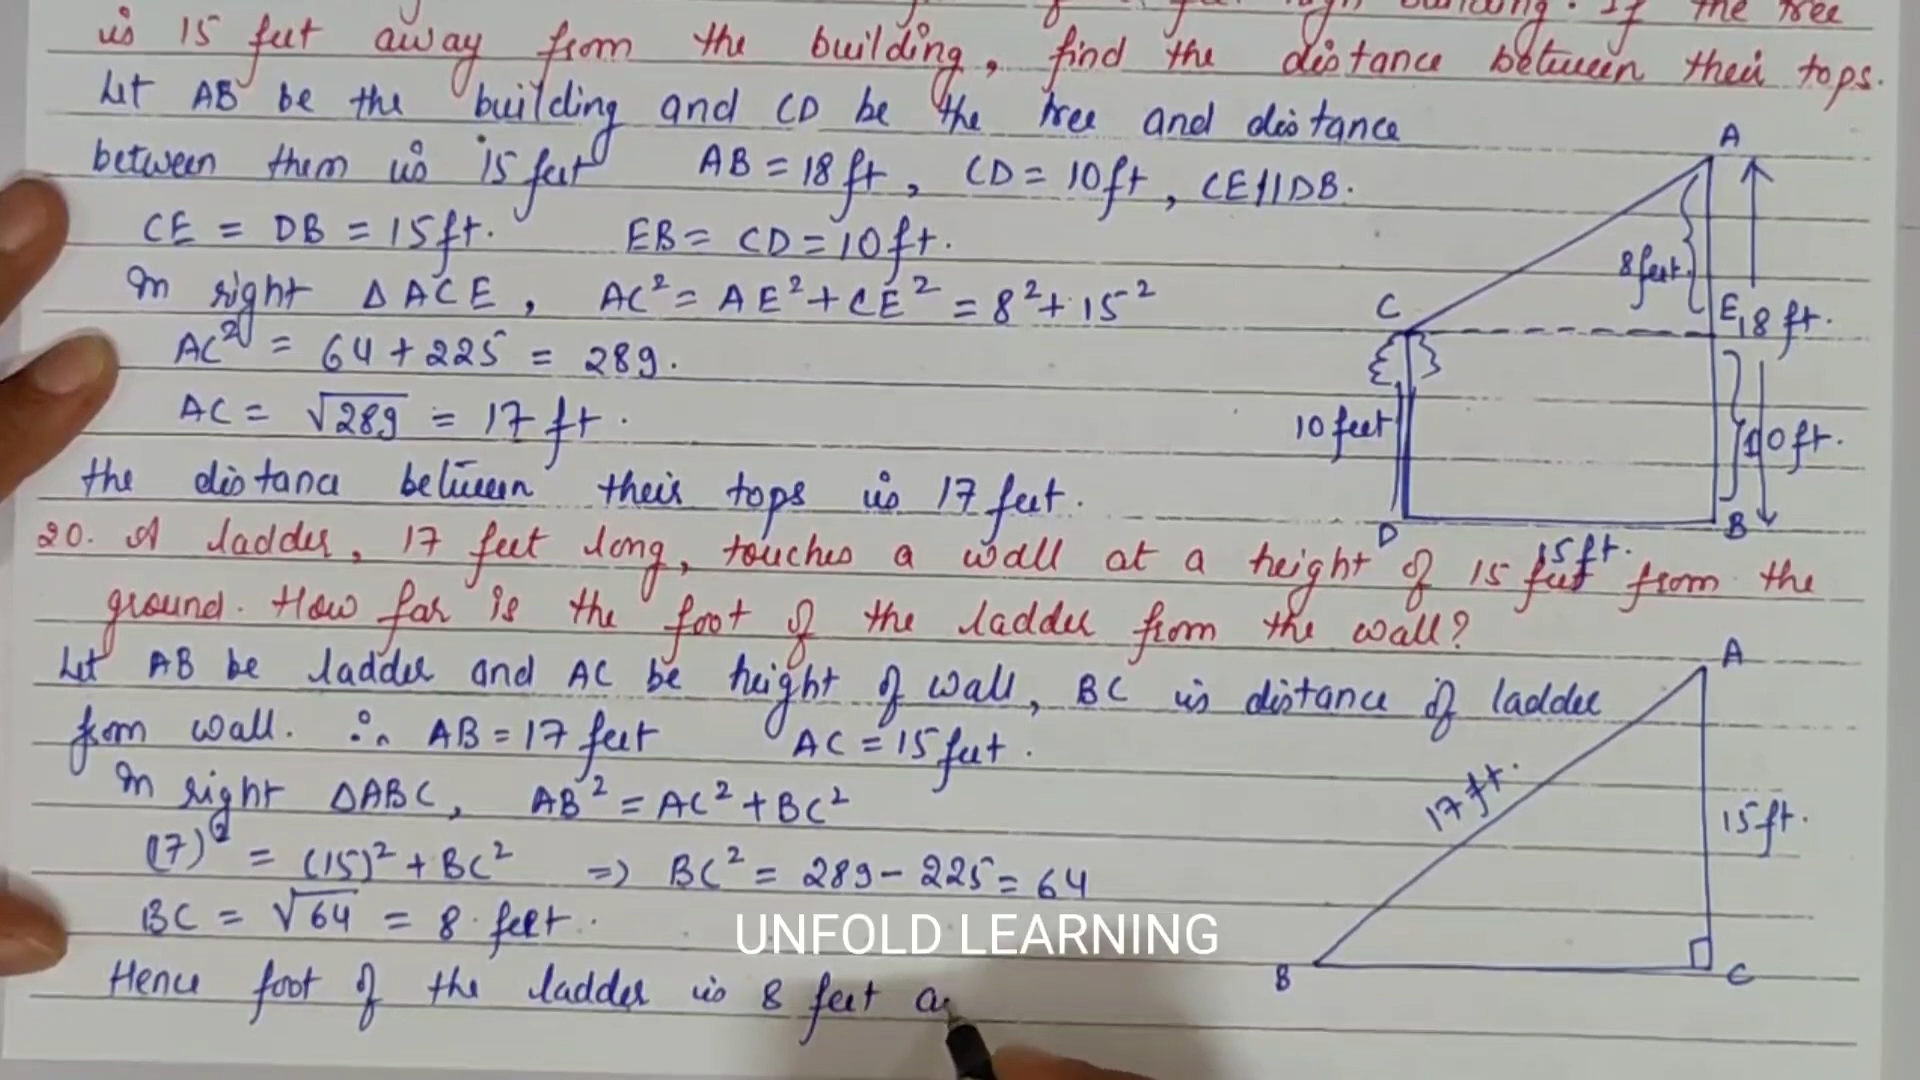 high building. If the tree
is 15 feet away from the building, find the distance between their tops.
Let AB be the building and CD be the tree and distance
between them is 15 feet AB = 18 ft, CD = 10 ft, CE || DB.
CE = DB = 15 ft. EB = CD = 10 ft.
In right Δ ACE, AC² = AE² + CE² = 8² + 15²
AC² = 64 + 225 = 289.
AC = √289 = 17 ft.
the distance between their tops is 17 feet.
A
8 feet
C
E
18 ft.
10 feet
10 ft.
D
B
15 ft.
20. A ladder, 17 feet long, touches a wall at a height of 15 feet from the
ground. How far is the foot of the ladder from the wall?
Let AB be ladder and AC be height of wall, BC is distance of ladder
from wall. ∴ AB = 17 feet AC = 15 feet.
In right ΔABC, AB² = AC² + BC²
(17)² = (15)² + BC² => BC² = 289 - 225 = 64
BC = √64 = 8 feet.
Hence foot of the ladder is 8 feet a
A
17 ft.
15 ft.
B
C
UNFOLD LEARNING